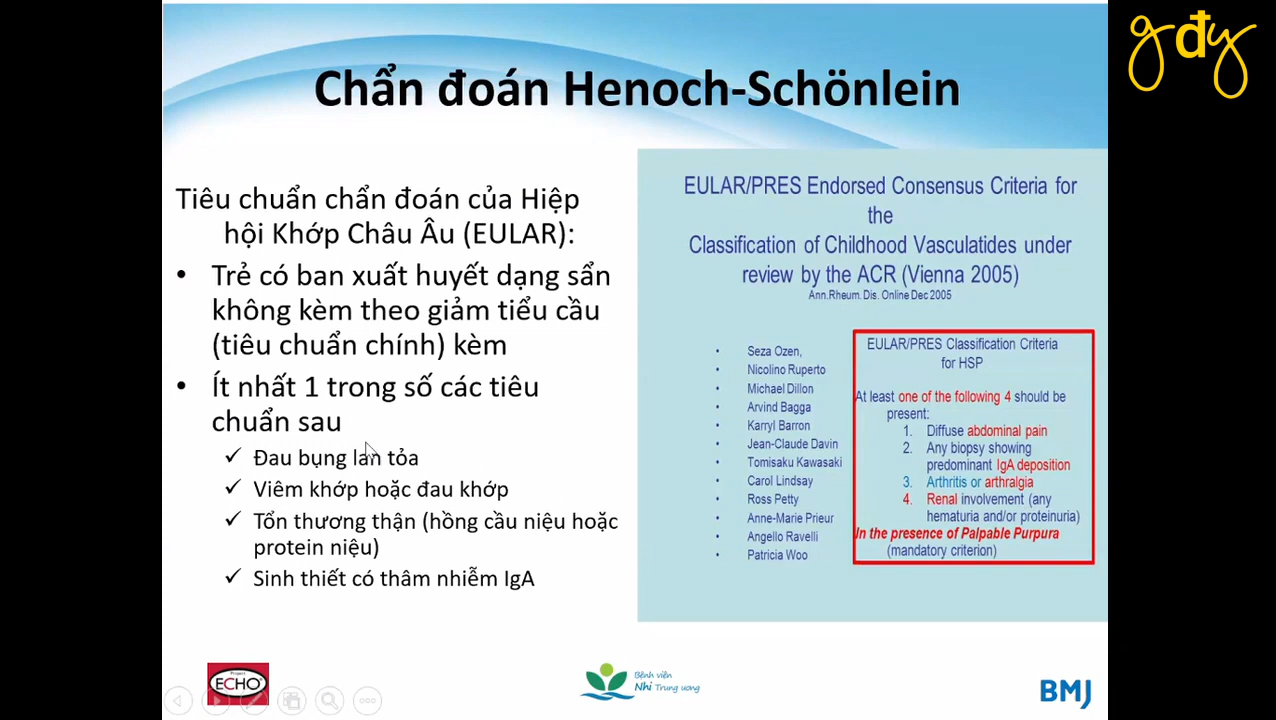 gđy
Chẩn đoán Henoch-Schönlein
Tiêu chuẩn chẩn đoán của Hiệp
hội Khớp Châu Âu (EULAR):
• Trẻ có ban xuất huyết dạng sẩn
không kèm theo giảm tiểu cầu
(tiêu chuẩn chính) kèm
• Ít nhất 1 trong số các tiêu
chuẩn sau
✓ Đau bụng lan tỏa
✓ Viêm khớp hoặc đau khớp
✓ Tổn thương thận (hồng cầu niệu hoặc
protein niệu)
✓ Sinh thiết có thâm nhiễm IgA
EULAR/PRES Endorsed Consensus Criteria for
the
Classification of Childhood Vasculatides under
review by the ACR (Vienna 2005)
Ann.Rheum. Dis. Online Dec 2005
• Seza Ozen,
• Nicolino Ruperto
• Michael Dillon
• Arvind Bagga
• Karryl Barron
• Jean-Claude Davin
• Tomisaku Kawasaki
• Carol Lindsay
• Ross Petty
• Anne-Marie Prieur
• Angello Ravelli
• Patricia Woo
EULAR/PRES Classification Criteria
for HSP
At least one of the following 4 should be
present:
1. Diffuse abdominal pain
2. Any biopsy showing
predominant IgA deposition
3. Arthritis or arthralgia
4. Renal involvement (any
hematuria and/or proteinuria)
In the presence of Palpable Purpura
(mandatory criterion)
Project
ECHO
Bệnh viện
Nhi Trung ương
BMJ